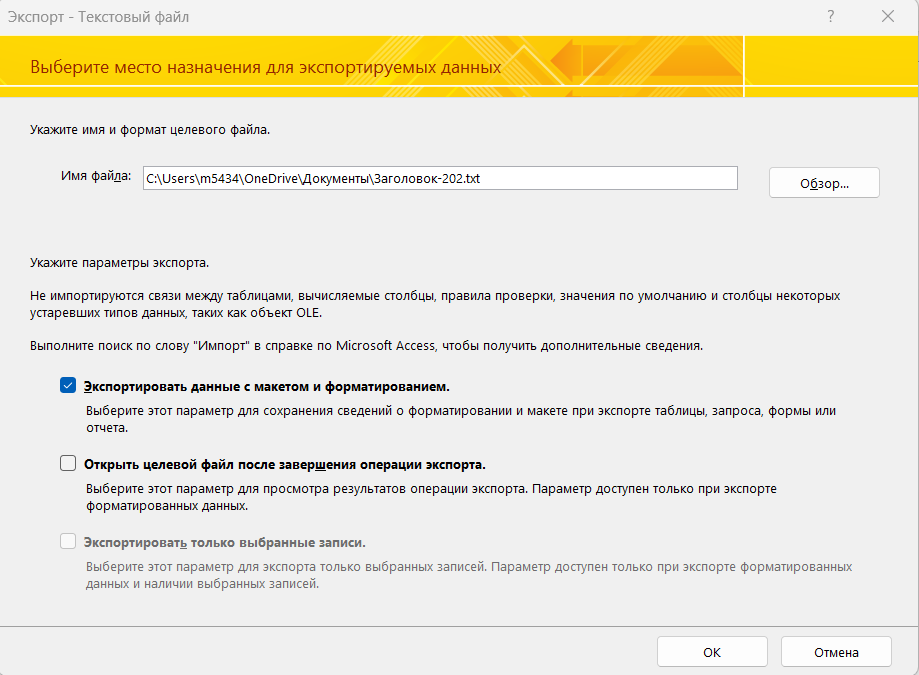 Экспорт - Текстовый файл
?
Выберите место назначения для экспортируемых данных
Укажите имя и формат целевого файла.
Имя файла: C:\Users\m5434\OneDrive\Документы\Заголовок-202.txt Обзор...
Укажите параметры экспорта.
Не импортируются связи между таблицами, вычисляемые столбцы, правила проверки, значения по умолчанию и столбцы некоторых
устаревших типов данных, таких как объект OLE.
Выполните поиск по слову "Импорт" в справке по Microsoft Access, чтобы получить дополнительные сведения.
Экспортировать данные с макетом и форматированием.
Выберите этот параметр для сохранения сведений о форматировании и макете при экспорте таблицы, запроса, формы или
отчета.
Открыть целевой файл после завершения операции экспорта.
Выберите этот параметр для просмотра результатов операции экспорта. Параметр доступен только при экспорте
форматированных данных.
Экспортировать только выбранные записи.
Выберите этот параметр для экспорта только выбранных записей. Параметр доступен только при экспорте форматированных
данных и наличии выбранных записей.
ОК Отмена